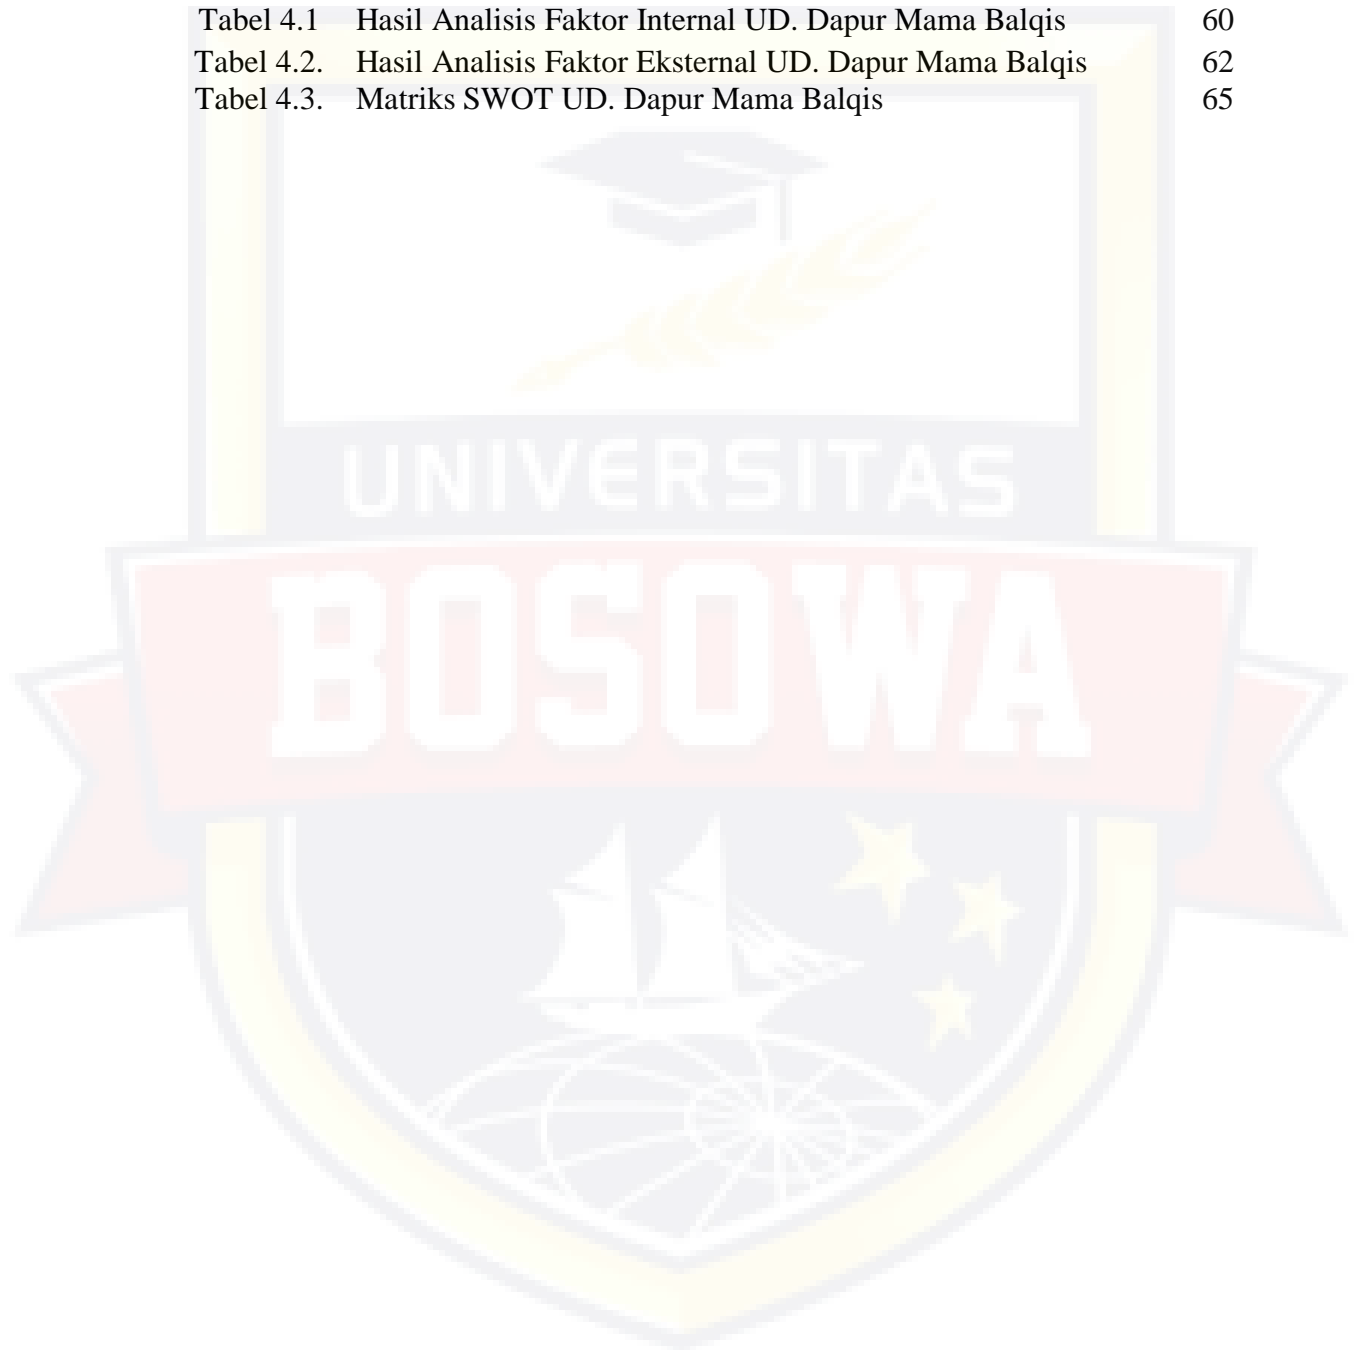 Tabel 4.1 Hasil Analisis Faktor Internal UD. Dapur Mama Balqis 60
Tabel 4.2. Hasil Analisis Faktor Eksternal UD. Dapur Mama Balqis 62
Tabel 4.3. Matriks SWOT UD. Dapur Mama Balqis 65
UNIVERSITAS
BOSOWA